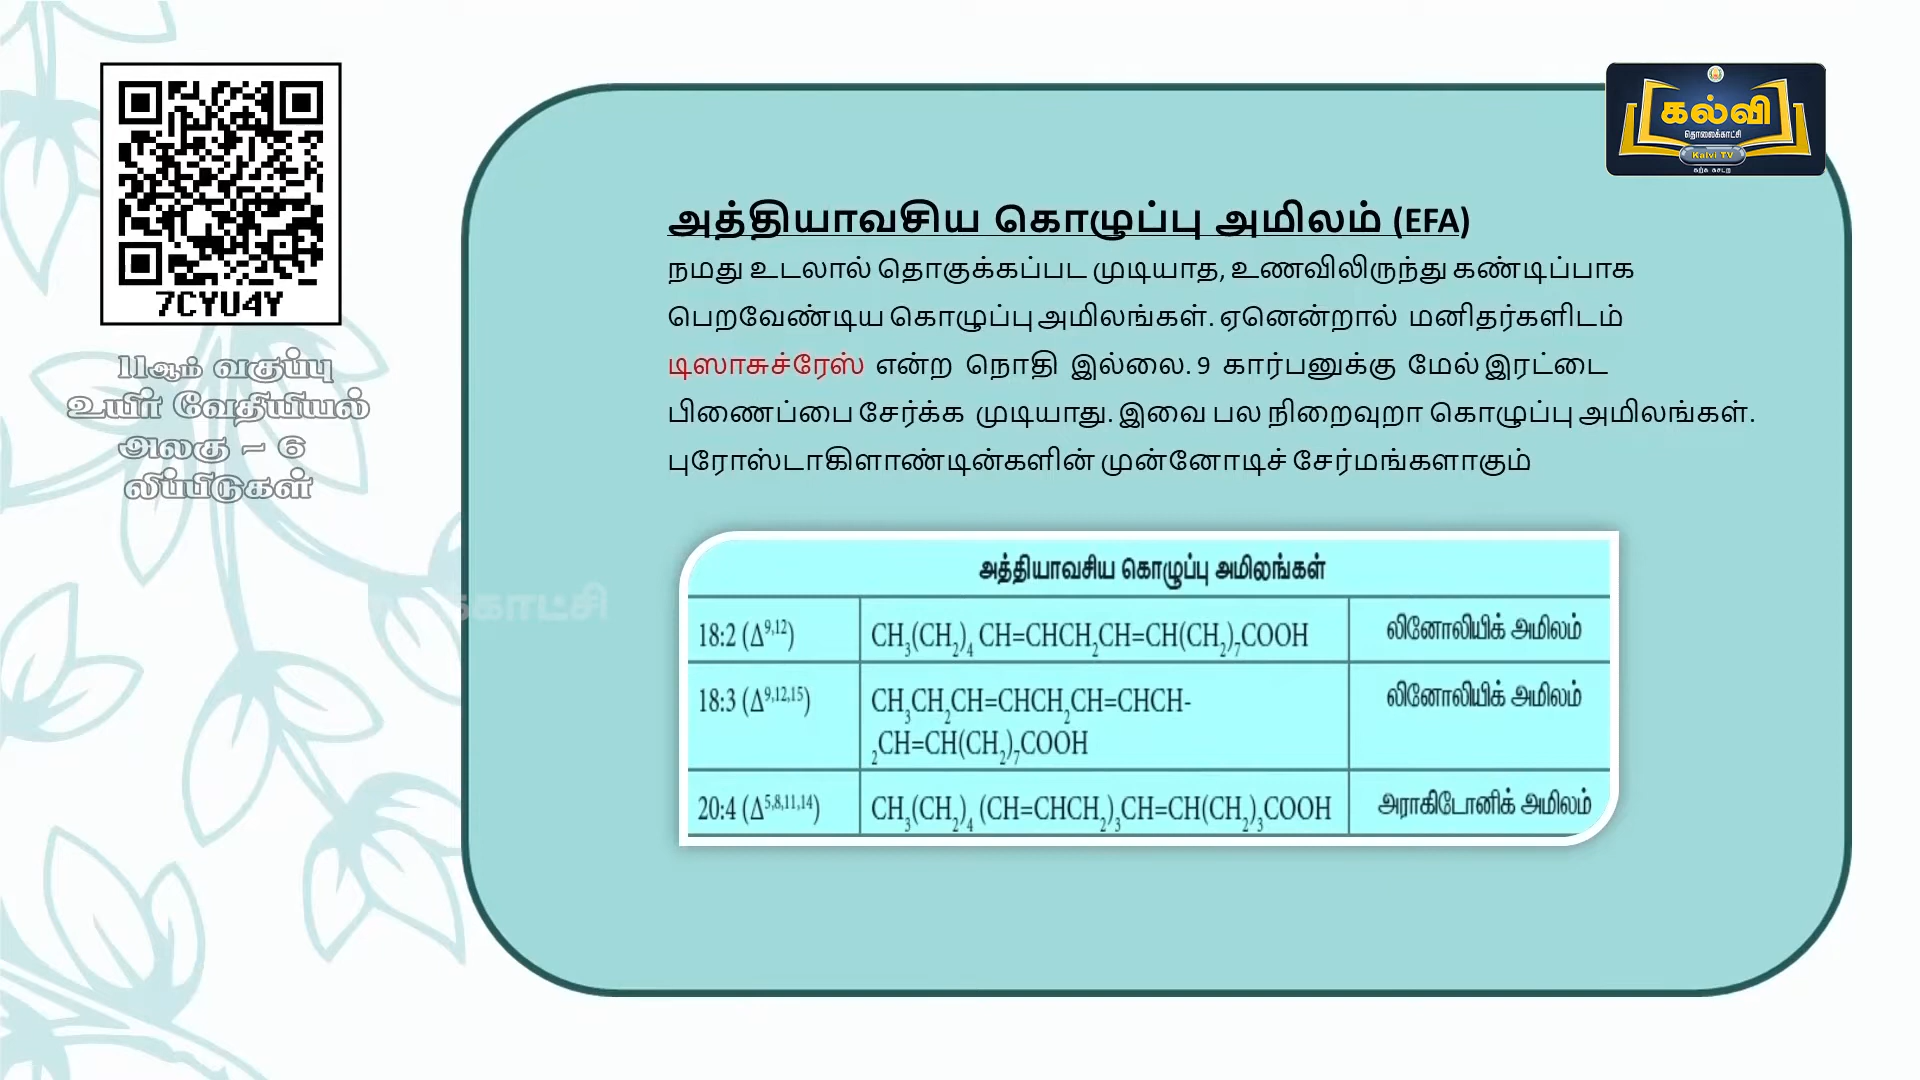 7CYU4Y
11ஆம் வகுப்பு
உயிர் வேதியியல்
அலகு – 6
லிப்பிடுகள்
கல்வி
தொலைக்காட்சி
Kalvi TV
கற்க கசடற
அத்தியாவசிய கொழுப்பு அமிலம் (EFA)
நமது உடலால் தொகுக்கப்பட முடியாத, உணவிலிருந்து கண்டிப்பாக
பெறவேண்டிய கொழுப்பு அமிலங்கள். ஏனென்றால் மனிதர்களிடம்
டிஸாசுச்ரேஸ் என்ற நொதி இல்லை. 9 கார்பனுக்கு மேல் இரட்டை
பிணைப்பை சேர்க்க முடியாது. இவை பல நிறைவுறா கொழுப்பு அமிலங்கள்.
புரோஸ்டாகிளாண்டின்களின் முன்னோடிச் சேர்மங்களாகும்
அத்தியாவசிய கொழுப்பு அமிலங்கள்
18:2 (Δ9,12) CH3(CH2)4 CH=CHCH2CH=CH(CH2)7COOH லினோலியிக் அமிலம்
18:3 (Δ9,12,15) CH3CH2CH=CHCH2CH=CHCH- லினோலியிக் அமிலம்
2CH=CH(CH2)7COOH
20:4 (Δ5,8,11,14) CH3(CH2)4 (CH=CHCH2)3CH=CH(CH2)3COOH அராகிடோனிக் அமிலம்